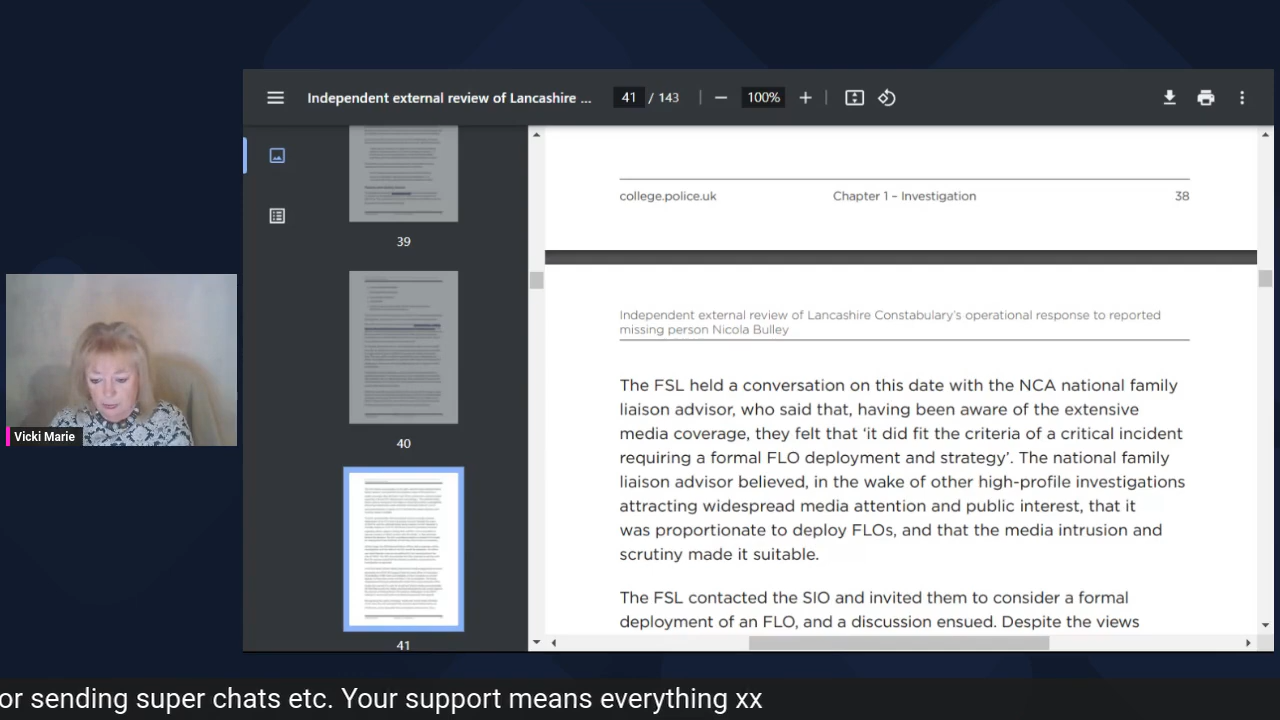 Independent external review of Lancashire ...
41 / 143
100%
39
40
41
college.police.uk Chapter 1 – Investigation 38
Independent external review of Lancashire Constabulary's operational response to reported
missing person Nicola Bulley
The FSL held a conversation on this date with the NCA national family
liaison advisor, who said that, having been aware of the extensive
media coverage, they felt that 'it did fit the criteria of a critical incident
requiring a formal FLO deployment and strategy'. The national family
liaison advisor believed, in the wake of other high-profile investigations
attracting widespread media attention and public interest, that it
was proportionate to deploy FLOs, and that the media intrusion and
scrutiny made it suitable.
The FSL contacted the SIO and invited them to consider a formal
deployment of an FLO, and a discussion ensued. Despite the views
Vicki Marie
or sending super chats etc. Your support means everything xx